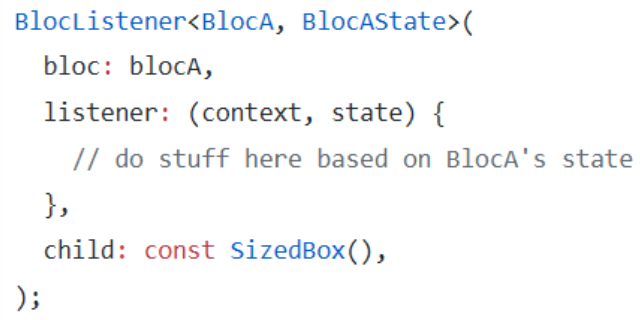 BlocListener<BlocA, BlocAState>(
  bloc: blocA,
  listener: (context, state) {
    // do stuff here based on BlocA's state
  },
  child: const SizedBox(),
);